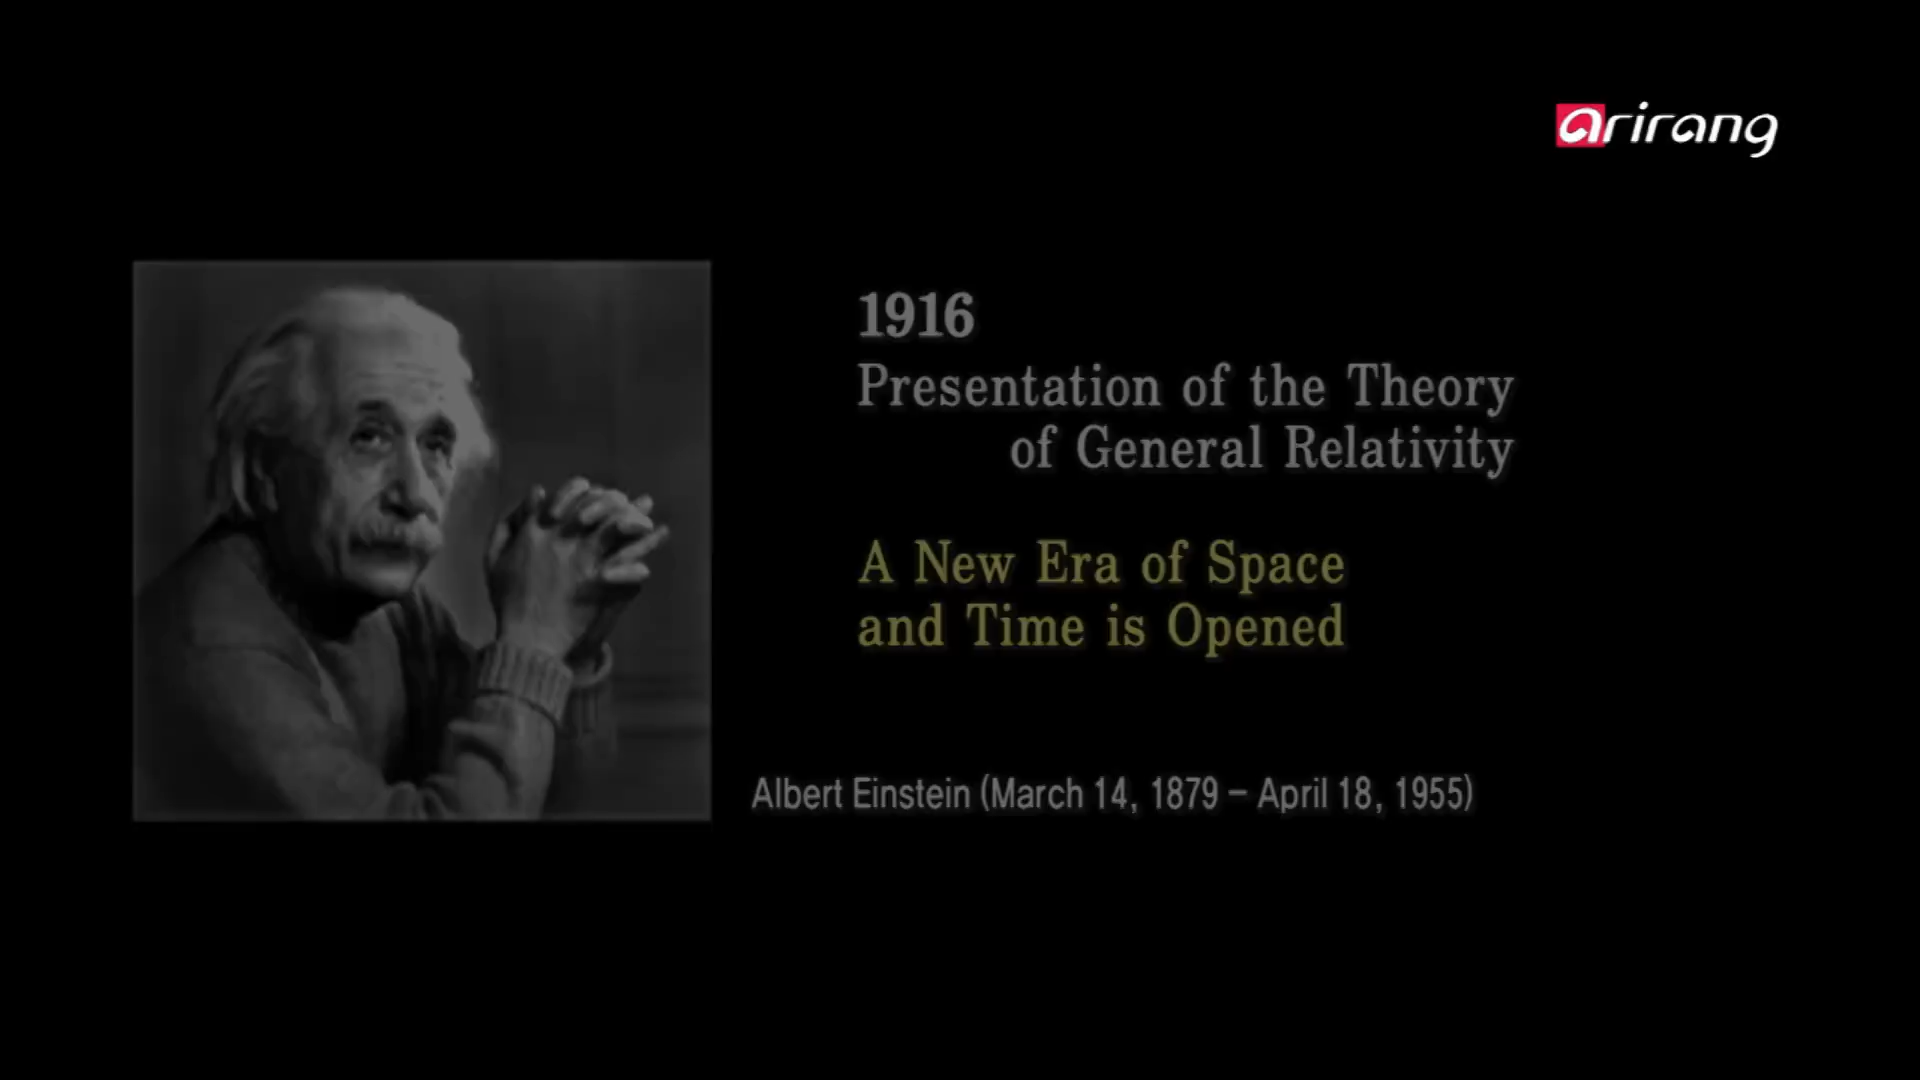 arirang
1916
Presentation of the Theory
of General Relativity
A New Era of Space
and Time is Opened
Albert Einstein (March 14, 1879 – April 18, 1955)